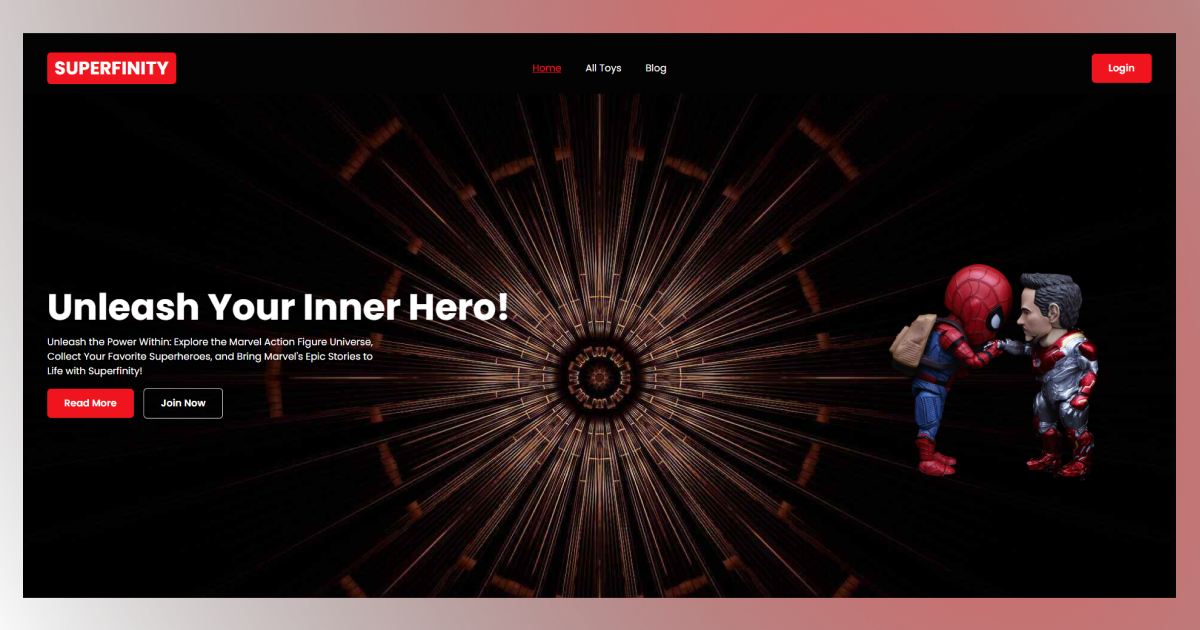 SUPERFINITY
Home
All Toys
Blog
Login
Unleash Your Inner Hero!
Unleash the Power Within: Explore the Marvel Action Figure Universe,
Collect Your Favorite Superheroes, and Bring Marvel's Epic Stories to
Life with Superfinity!
Read More
Join Now